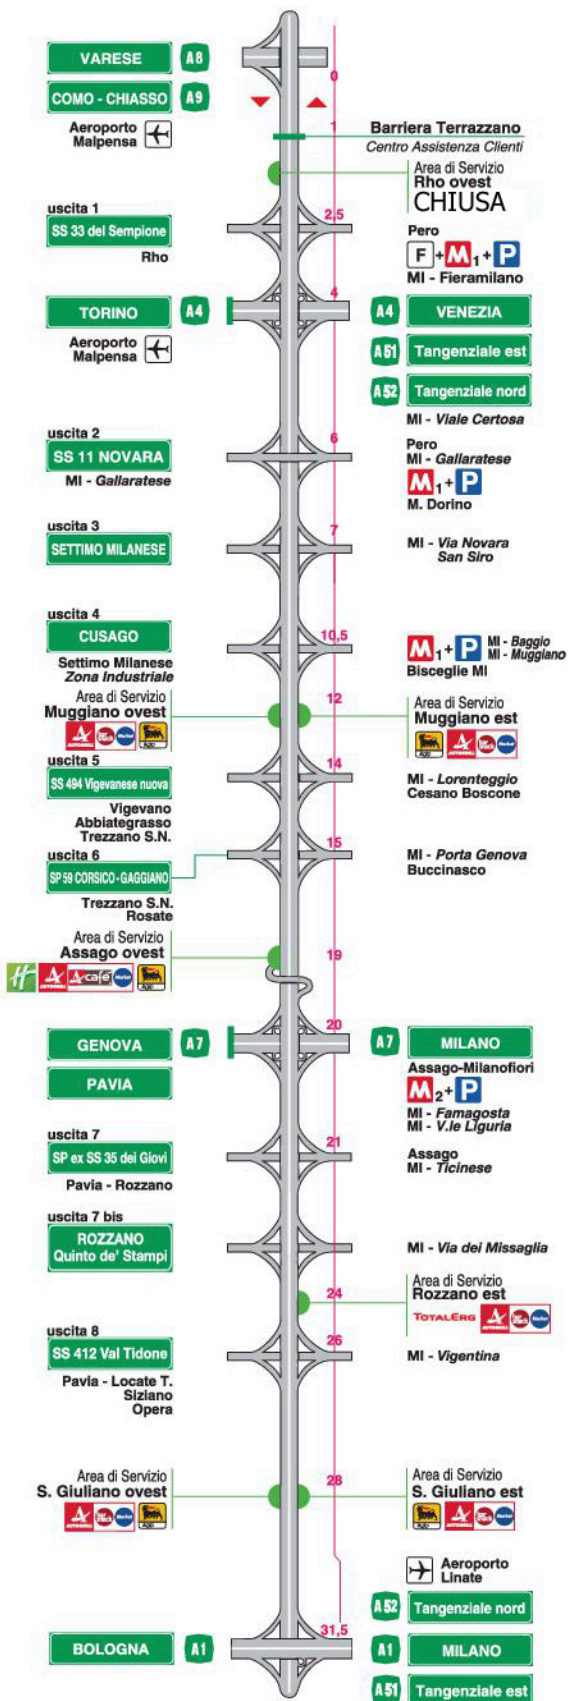 VARESE A8
COMO - CHIASSO A9
0
Aeroporto
Malpensa
1
Barriera Terrazzano
Centro Assistenza Clienti
Area di Servizio
Rho ovest
CHIUSA
uscita 1
SS 33 del Sempione
Rho
2,5
Pero
F + M1 + P
MI - Fieramilano
TORINO A4
4
A4 VENEZIA
Aeroporto
Malpensa
A51 Tangenziale est
A52 Tangenziale nord
MI - Viale Certosa
uscita 2
SS 11 NOVARA
MI - Gallaratese
6
Pero
MI - Gallaratese
M1 + P
M. Dorino
uscita 3
SETTIMO MILANESE
7
MI - Via Novara
San Siro
uscita 4
CUSAGO
Settimo Milanese
Zona Industriale
10,5
M1 + P MI - Baggio
MI - Muggiano
Bisceglie MI
Area di Servizio
Muggiano ovest
12
Area di Servizio
Muggiano est
uscita 5
SS 494 Vigevanese nuova
Vigevano
Abbiategrasso
Trezzano S.N.
14
MI - Lorenteggio
Cesano Boscone
uscita 6
SP 59 CORSICO - GAGGIANO
Trezzano S.N.
Rosate
15
MI - Porta Genova
Buccinasco
Area di Servizio
Assago ovest
19
GENOVA A7
PAVIA
20
A7 MILANO
Assago-Milanofiori
M2 + P
MI - Famagosta
MI - V.le Liguria
uscita 7
SP ex SS 35 dei Giovi
Pavia - Rozzano
21
Assago
MI - Ticinese
uscita 7 bis
ROZZANO
Quinto de' Stampi
MI - Via dei Missaglia
24
Area di Servizio
Rozzano est
TOTALERG
uscita 8
SS 412 Val Tidone
Pavia - Locate T.
Siziano
Opera
26
MI - Vigentina
Area di Servizio
S. Giuliano ovest
28
Area di Servizio
S. Giuliano est
Aeroporto
Linate
A52 Tangenziale nord
31,5
BOLOGNA A1
A1 MILANO
A51 Tangenziale est